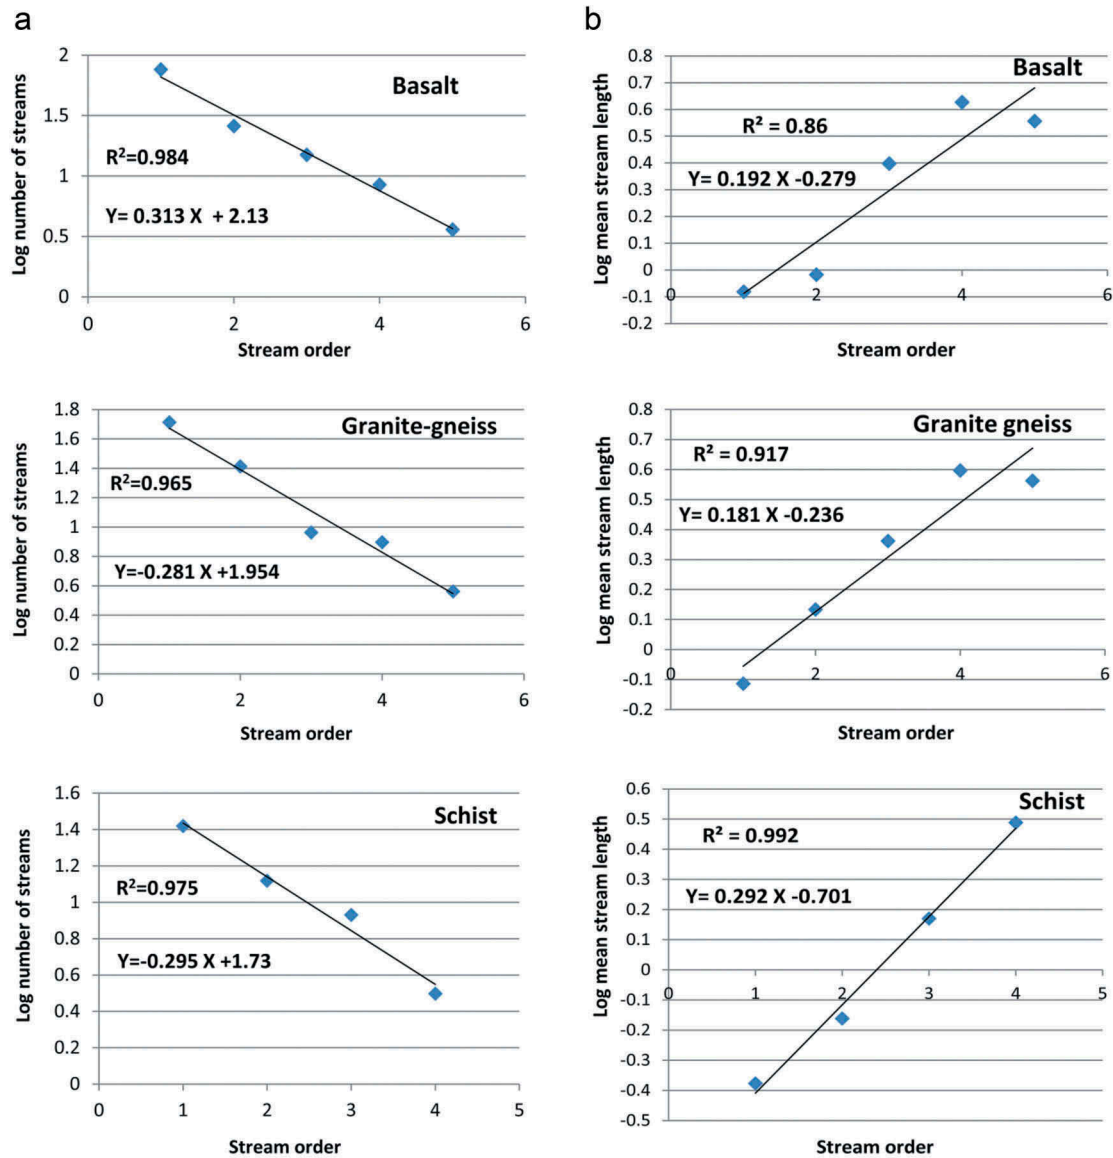 a
Basalt
R²=0.984
Y= 0.313 X + 2.13
Log number of streams
2
1.5
1
0.5
0
0 2 4 6
Stream order
b
Basalt
R² = 0.86
Y= 0.192 X -0.279
Log mean stream length
0.8
0.7
0.6
0.5
0.4
0.3
0.2
0.1
0
-0.1
-0.2
0 2 4 6
Stream order
Granite-gneiss
R²=0.965
Y=-0.281 X +1.954
Log number of streams
1.8
1.6
1.4
1.2
1
0.8
0.6
0.4
0.2
0
0 2 4 6
Stream order
Granite gneiss
R² = 0.917
Y= 0.181 X -0.236
Log mean stream length
0.8
0.7
0.6
0.5
0.4
0.3
0.2
0.1
0
-0.1
-0.2
0 2 4 6
Stream order
Schist
R²=0.975
Y=-0.295 X +1.73
Log number of streams
1.6
1.4
1.2
1
0.8
0.6
0.4
0.2
0
0 1 2 3 4 5
Stream order
Schist
R² = 0.992
Y= 0.292 X -0.701
Log mean stream length
0.6
0.5
0.4
0.3
0.2
0.1
0
-0.1
-0.2
-0.3
-0.4
-0.5
0 1 2 3 4 5
Stream order